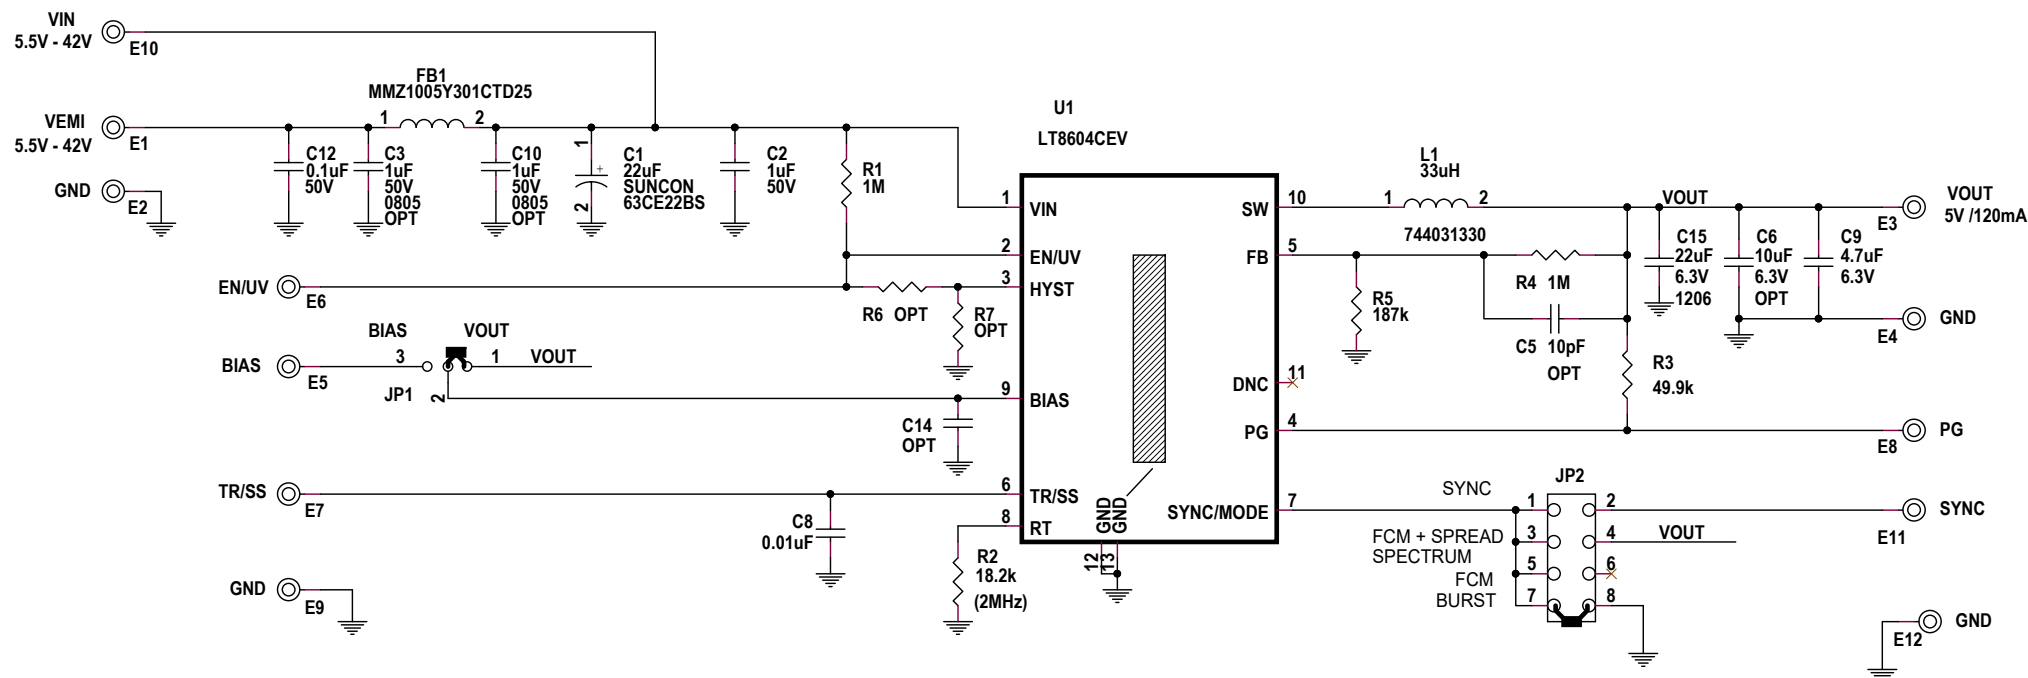 VIN
5.5V - 42V
E10
FB1
MMZ1005Y301CTD25
1
2
VEMI
5.5V - 42V
E1
GND
E2
C12
0.1uF
50V
C3
1uF
50V
0805
OPT
C10
1uF
50V
0805
OPT
1
+
2
C1
22uF
SUNCON
63CE22BS
C2
1uF
50V
R1
1M
U1
LT8604CEV
1
VIN
2
EN/UV
3
HYST
9
BIAS
6
TR/SS
8
RT
SW
10
FB
5
DNC
11
PG
4
SYNC/MODE
7
GND
GND
12
13
EN/UV
E6
R6 OPT
R7
OPT
BIAS
VOUT
BIAS
E5
3
1
VOUT
JP1
2
C14
OPT
TR/SS
E7
C8
0.01uF
R2
18.2k
(2MHz)
GND
E9
L1
33uH
1
2
744031330
VOUT
E3
VOUT
5V /120mA
C15
22uF
6.3V
1206
C6
10uF
6.3V
OPT
C9
4.7uF
6.3V
R4 1M
R5
187k
C5 10pF
OPT
E4
GND
R3
49.9k
E8
PG
JP2
SYNC
1
2
E11
SYNC
FCM + SPREAD
SPECTRUM
3
4
VOUT
FCM
5
6
BURST
7
8
E12
GND